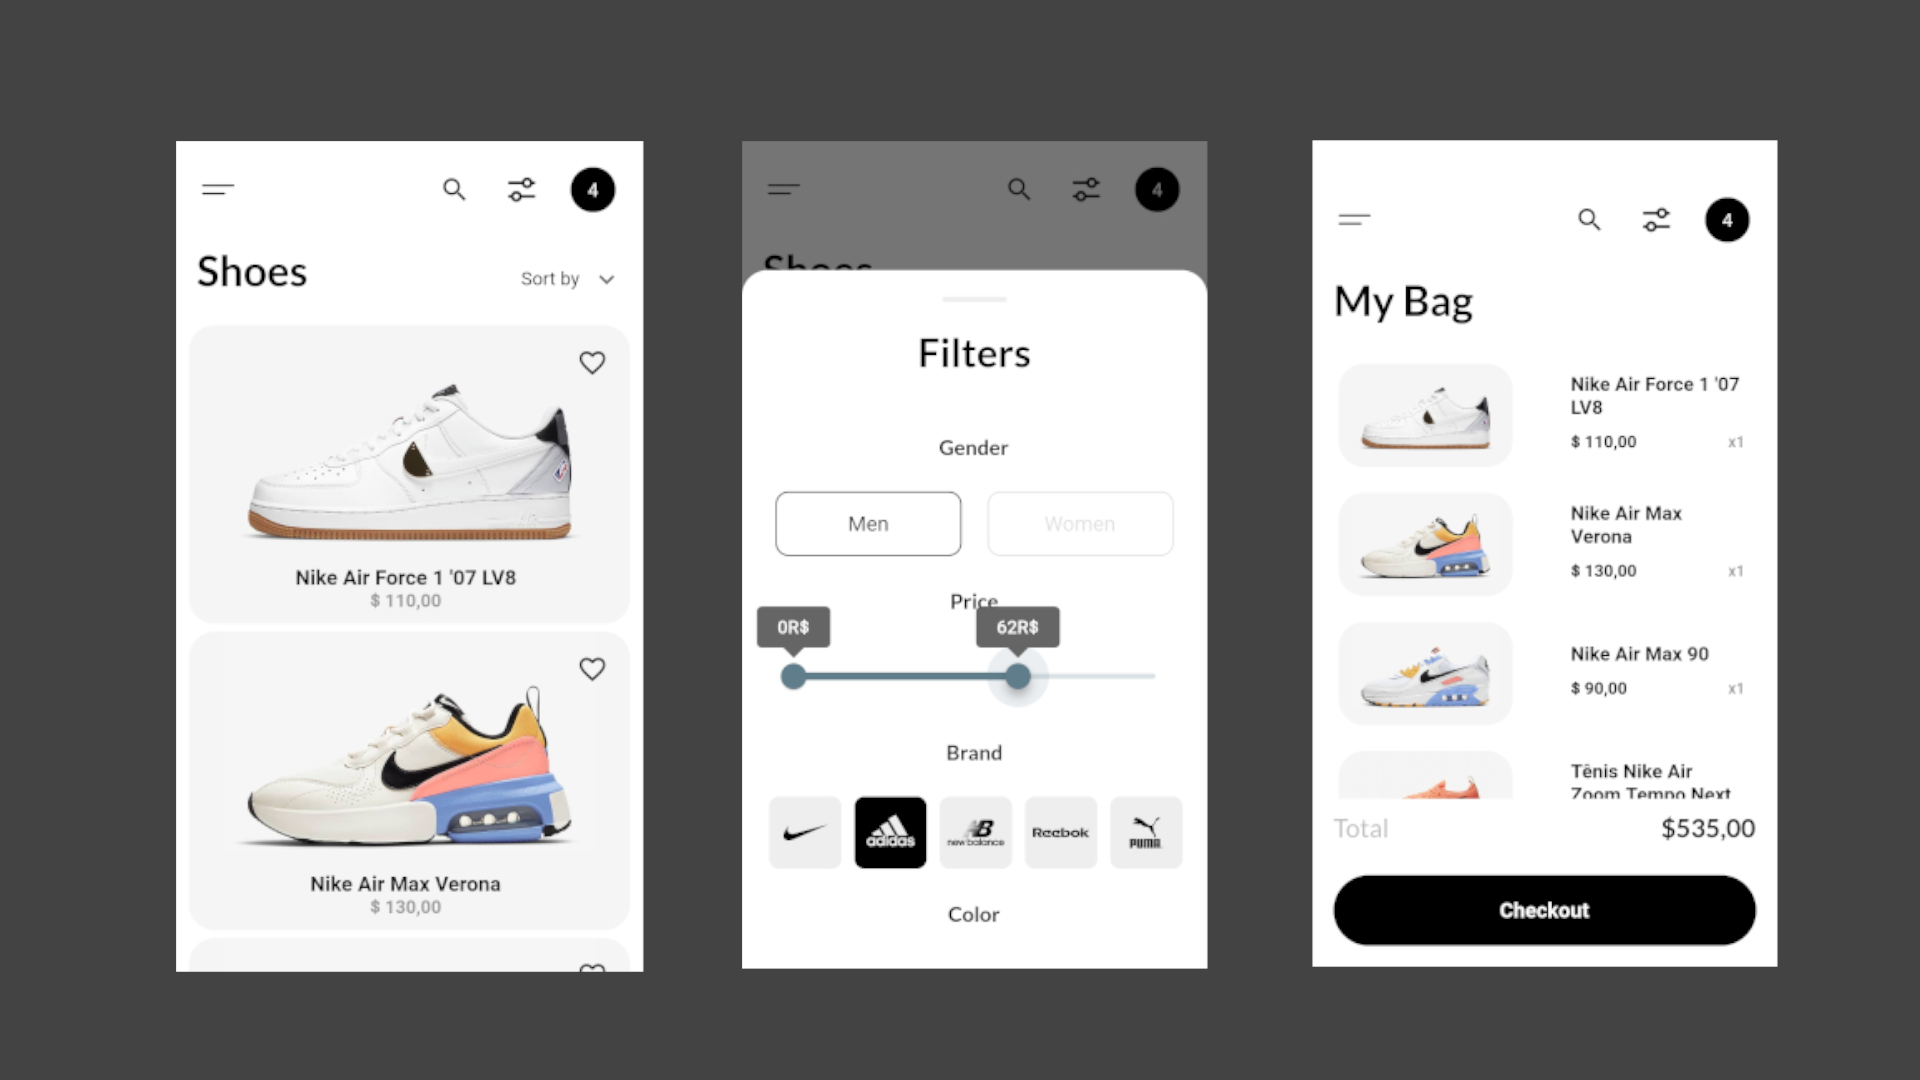 4
Shoes
Sort by
Nike Air Force 1 '07 LV8
$ 110,00
Nike Air Max Verona
$ 130,00
4
Shoes
Filters
Gender
Men
Women
Price
0R$
62R$
Brand
adidas
NB
new balance
Reebok
PUMA
Color
4
My Bag
Nike Air Force 1 '07
LV8
$ 110,00
x1
Nike Air Max
Verona
$ 130,00
x1
Nike Air Max 90
$ 90,00
x1
Tênis Nike Air
Zoom Tempo Next
Total
$535,00
Checkout